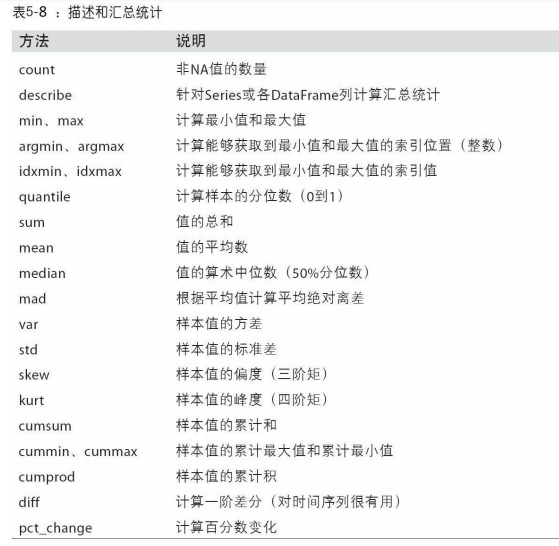 表5-8：描述和汇总统计
方法 说明
count 非NA值的数量
describe 针对Series或各DataFrame列计算汇总统计
min、max 计算最小值和最大值
argmin、argmax 计算能够获取到最小值和最大值的索引位置（整数）
idxmin、idxmax 计算能够获取到最小值和最大值的索引值
quantile 计算样本的分位数（0到1）
sum 值的总和
mean 值的平均数
median 值的算术中位数（50%分位数）
mad 根据平均值计算平均绝对离差
var 样本值的方差
std 样本值的标准差
skew 样本值的偏度（三阶矩）
kurt 样本值的峰度（四阶矩）
cumsum 样本值的累计和
cummin、cummax 样本值的累计最大值和累计最小值
cumprod 样本值的累计积
diff 计算一阶差分（对时间序列很有用）
pct_change 计算百分数变化